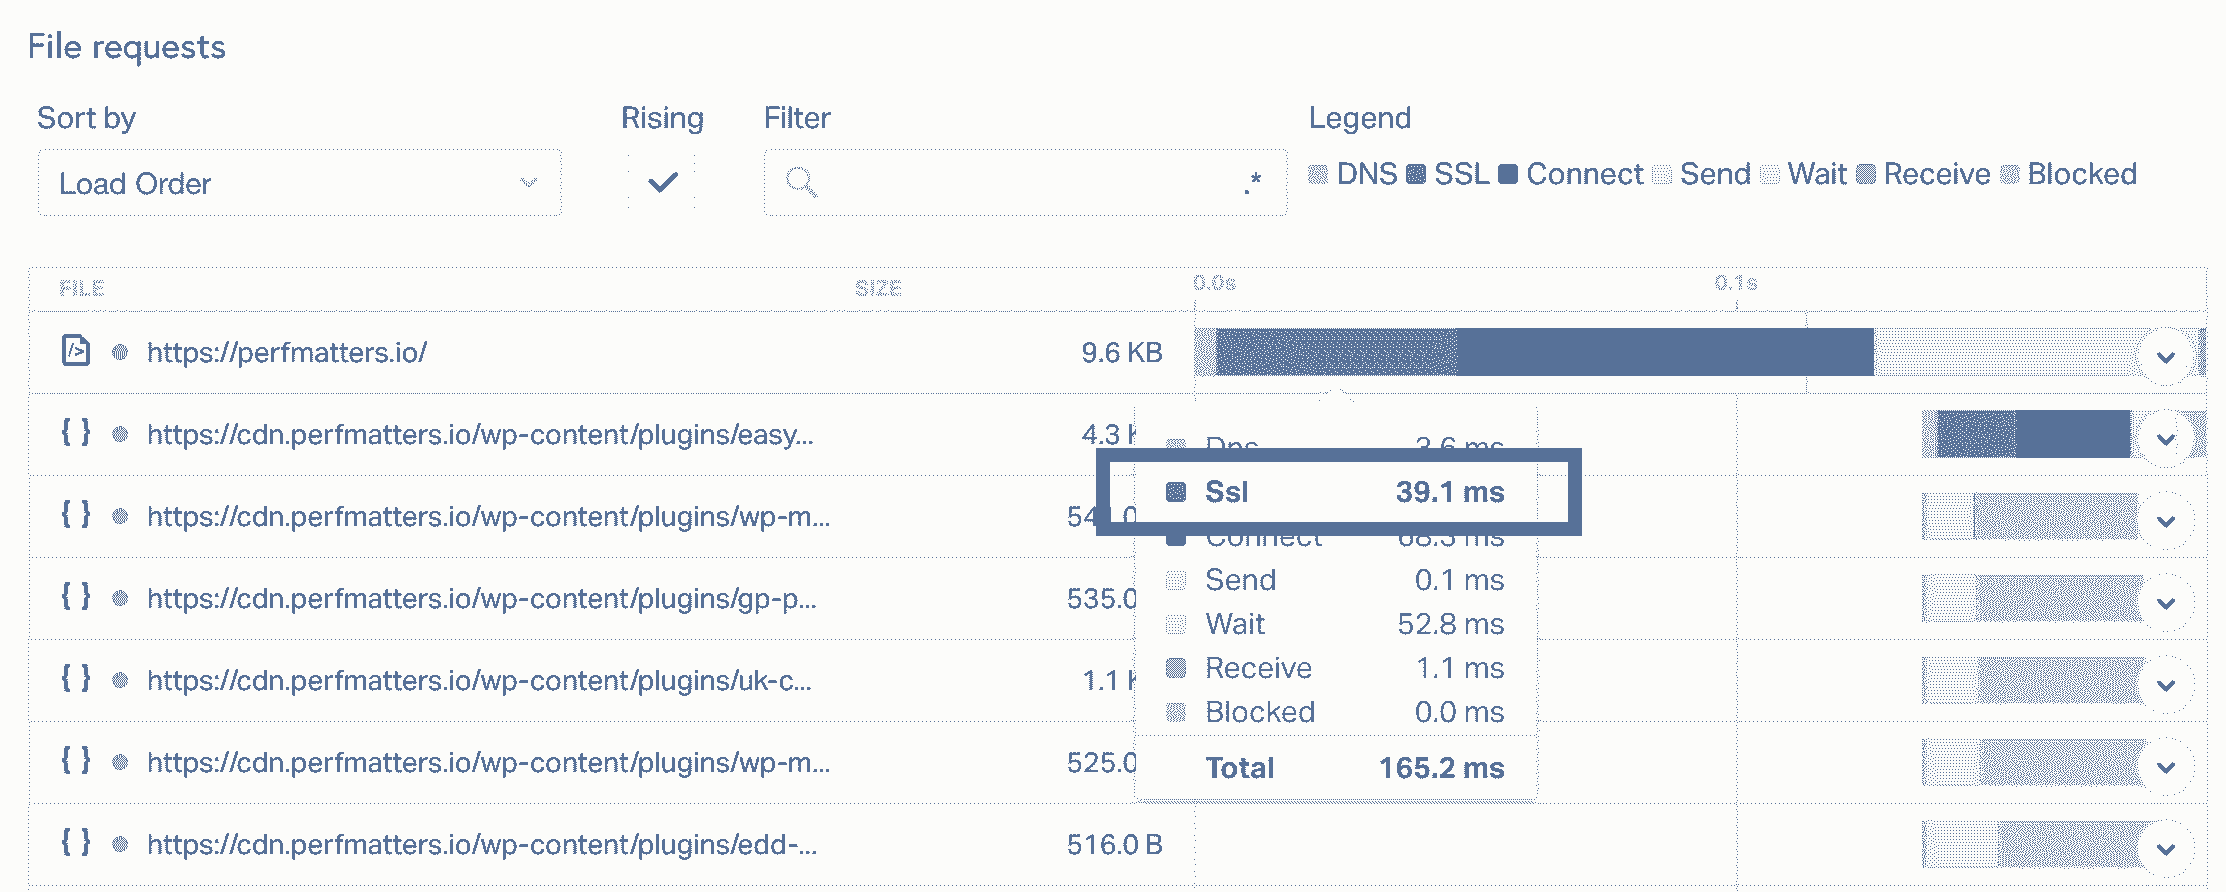 File requests
Sort by Rising Filter Legend
Load Order .* DNS SSL Connect Send Wait Receive Blocked
FILE SIZE 0.0s 0.1s
https://perfmatters.io/ 9.6 KB
https://cdn.perfmatters.io/wp-content/plugins/easy... 4.3
Dns 3.6 ms
Ssl 39.1 ms
https://cdn.perfmatters.io/wp-content/plugins/wp-m...
Connect 68.3 ms
Send 0.1 ms
https://cdn.perfmatters.io/wp-content/plugins/gp-p... 535.0
Wait 52.8 ms
Receive 1.1 ms
https://cdn.perfmatters.io/wp-content/plugins/uk-c... 1.1
Blocked 0.0 ms
https://cdn.perfmatters.io/wp-content/plugins/wp-m... 525.0
Total 165.2 ms
https://cdn.perfmatters.io/wp-content/plugins/edd-... 516.0 B